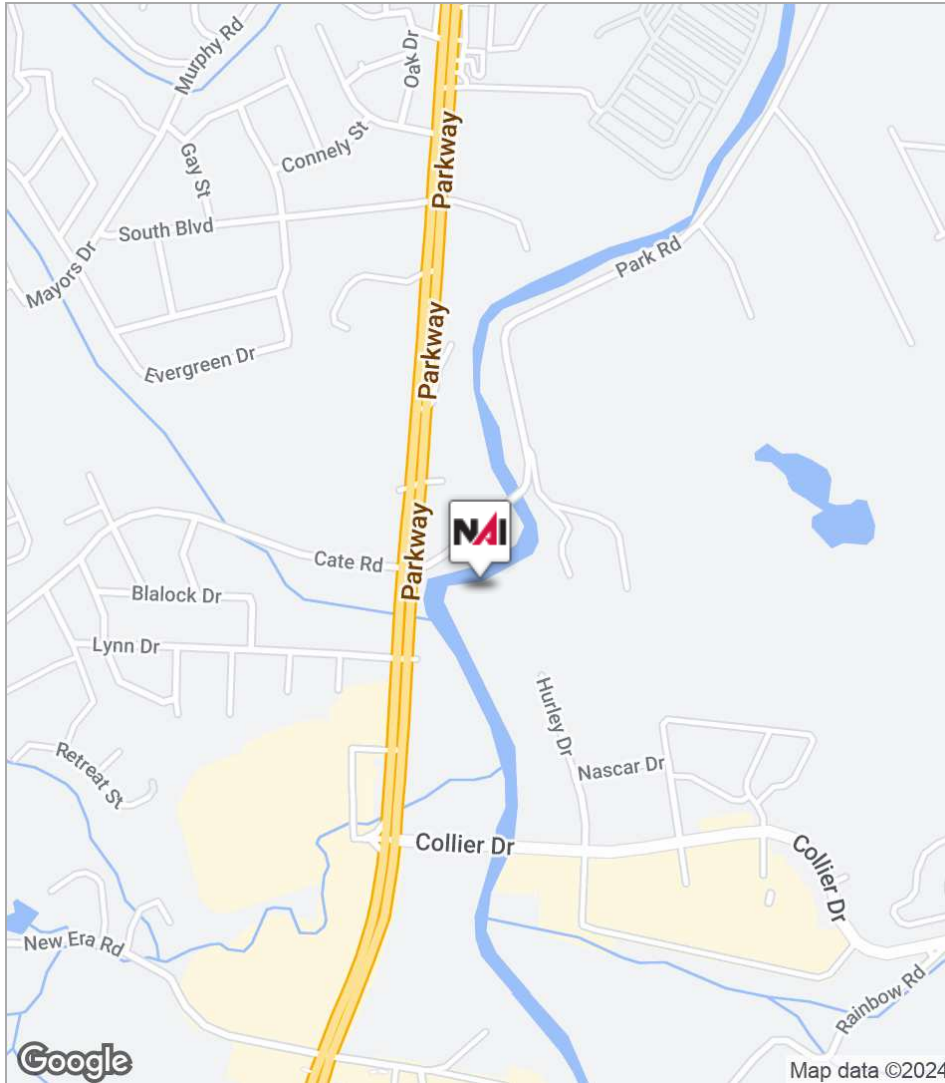 Murphy Rd
Oak Dr
Gay St
Connely St
Parkway
South Blvd
Mayors Dr
Park Rd
Parkway
Evergreen Dr
Parkway
NAI
Cate Rd
Blalock Dr
Lynn Dr
Hurley Dr
Retreat St
Nascar Dr
Collier Dr
Collier Dr
New Era Rd
Rainbow Rd
Google
Map data ©2024